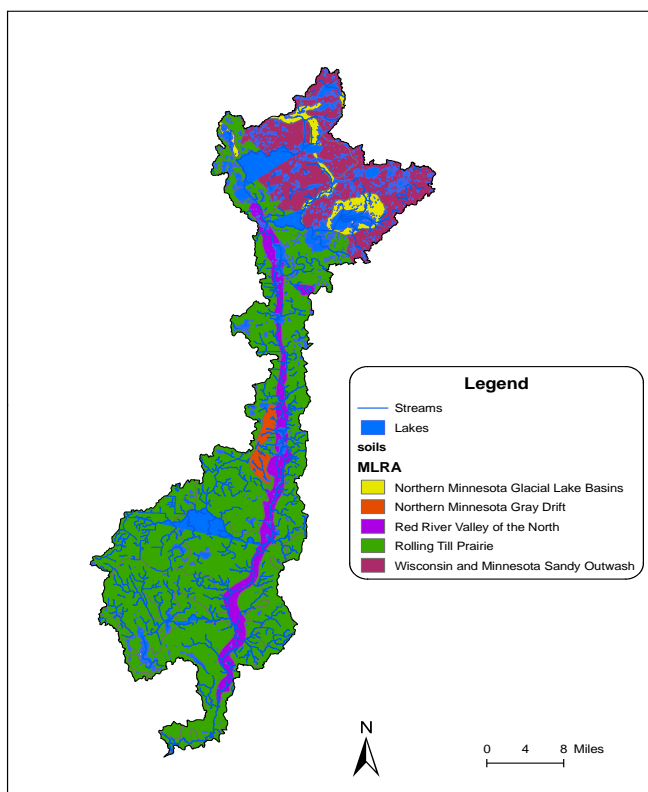 Legend
Streams
Lakes
soils
MLRA
Northern Minnesota Glacial Lake Basins
Northern Minnesota Gray Drift
Red River Valley of the North
Rolling Till Prairie
Wisconsin and Minnesota Sandy Outwash
N
0 4 8 Miles